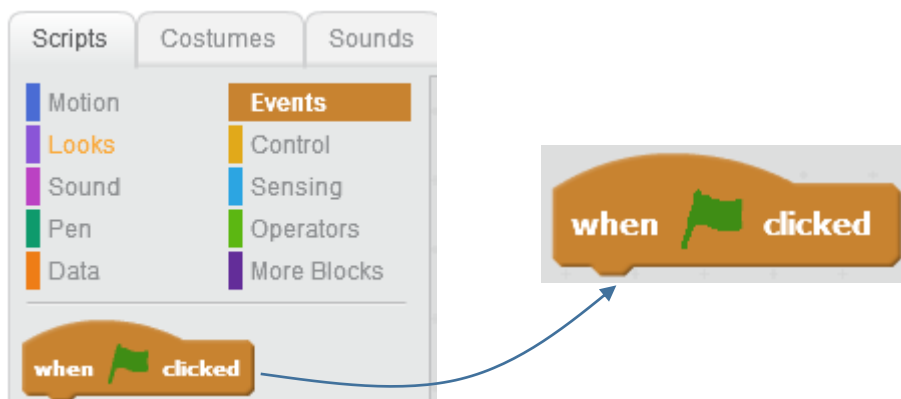 Scripts Costumes Sounds
Motion Events
Looks Control
Sound Sensing
Pen Operators
Data More Blocks
when clicked
when clicked